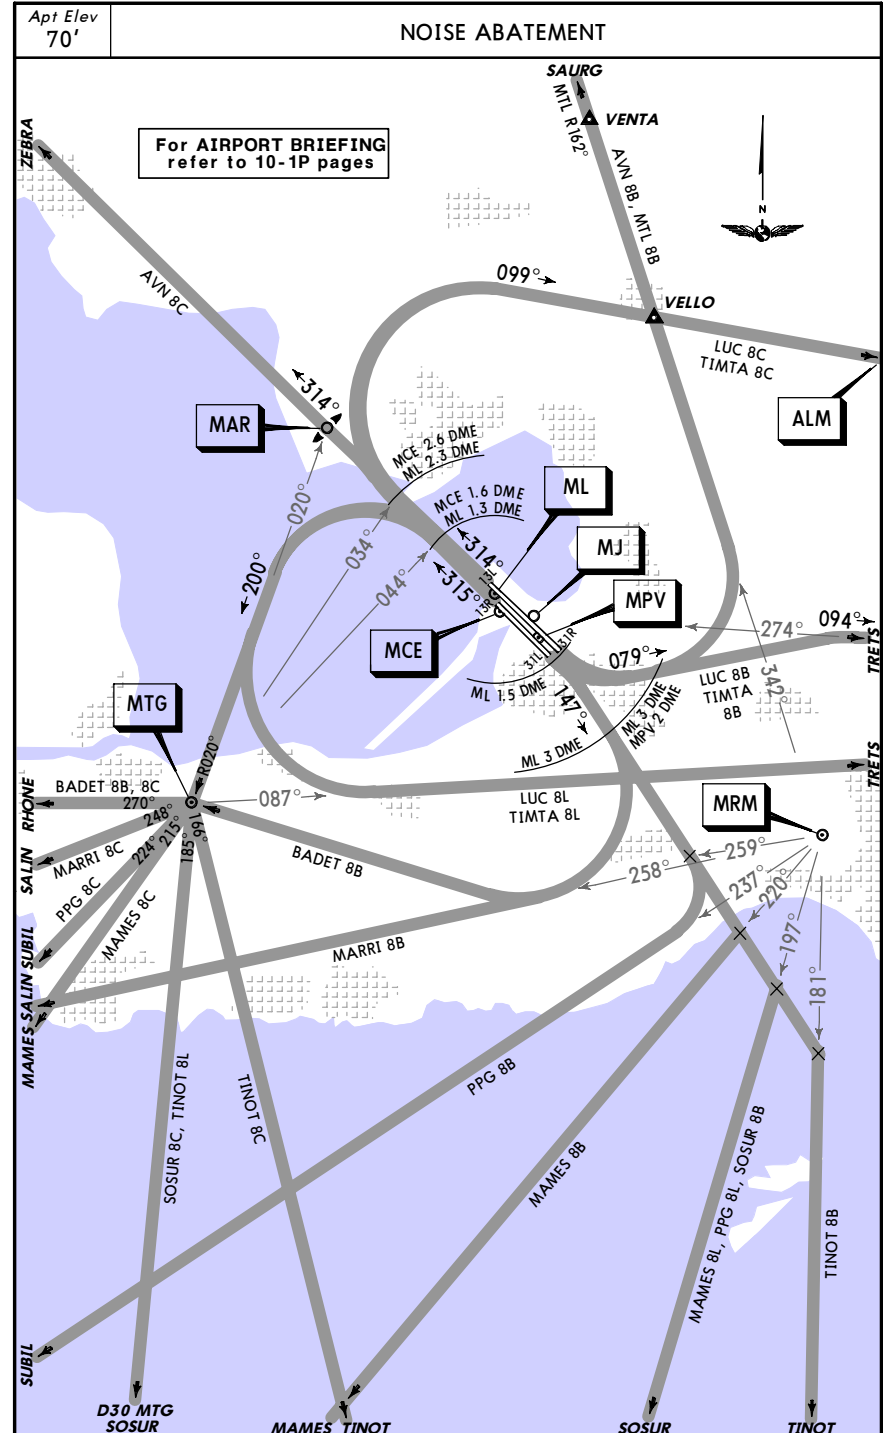 Apt Elev
70'
NOISE ABATEMENT
SAURG
MTL R162°
VENTA
ZEBRA
For AIRPORT BRIEFING
refer to 10-1P pages
AVN 8B, MTL 8B
N
099°
VELLO
AVN 8C
LUC 8C
TIMTA 8C
314°
MAR
ALM
MCE 2.6 DME
ML 2.3 DME
ML
MCE 1.6 DME
ML 1.3 DME
020°
034°
044°
200°
314°
315°
13L
13R
MJ
MPV
MCE
31L
31R
094°
274°
079°
TRETS
LUC 8B
TIMTA
8B
342°
ML 1.5 DME
147°
ML 3 DME
MPV 2 DME
ML 3 DME
MTG
R020°
TRETS
RHONE
BADET 8B, 8C
270°
087°
LUC 8L
TIMTA 8L
MRM
248°
215°
224°
185°
199°
SALIN
MARRI 8C
BADET 8B
259°
258°
237°
220°
197°
181°
PPG 8C
MAMES 8C
SUBIL
MARRI 8B
SALIN
MAMES
SOSUR 8C, TINOT 8L
TINOT 8C
PPG 8B
MAMES 8B
MAMES 8L, PPG 8L, SOSUR 8B
TINOT 8B
SUBIL
D30 MTG
SOSUR
MAMES
TINOT
SOSUR
TINOT